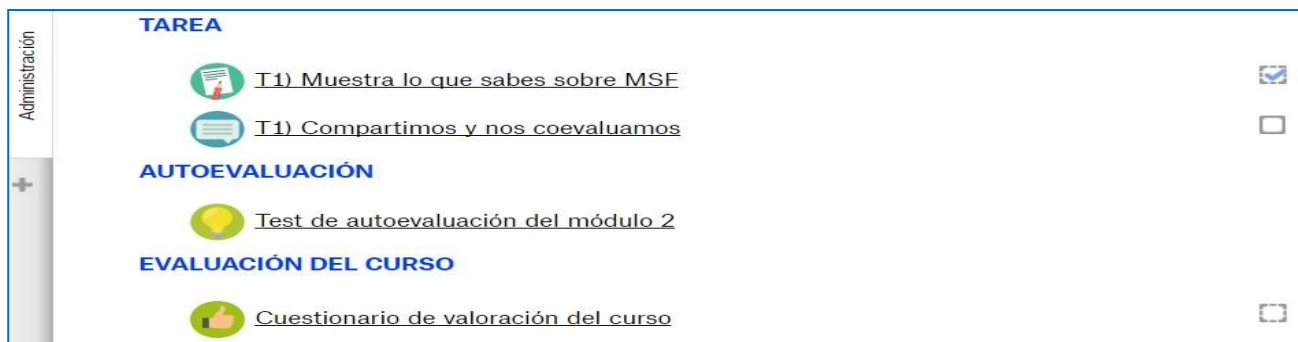 Administración
TAREA
T1) Muestra lo que sabes sobre MSF
T1) Compartimos y nos coevaluamos
AUTOEVALUACIÓN
Test de autoevaluación del módulo 2
EVALUACIÓN DEL CURSO
Cuestionario de valoración del curso